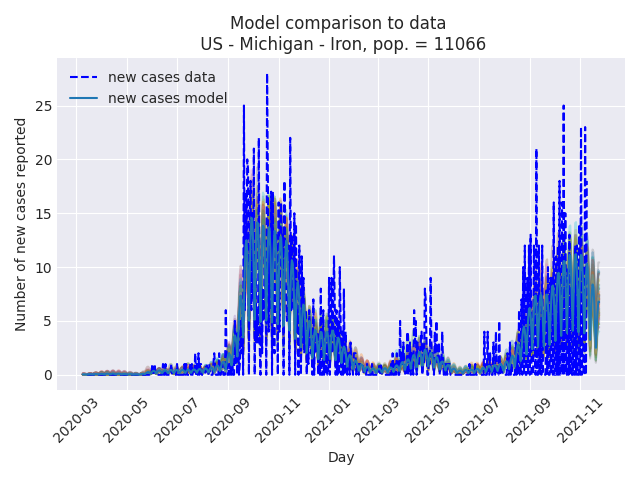 Model comparison to data
US - Michigan - Iron, pop. = 11066
new cases data
new cases model
Number of new cases reported
25
20
15
10
5
0
2020-03
2020-05
2020-07
2020-09
2020-11
2021-01
2021-03
2021-05
2021-07
2021-09
2021-11
Day